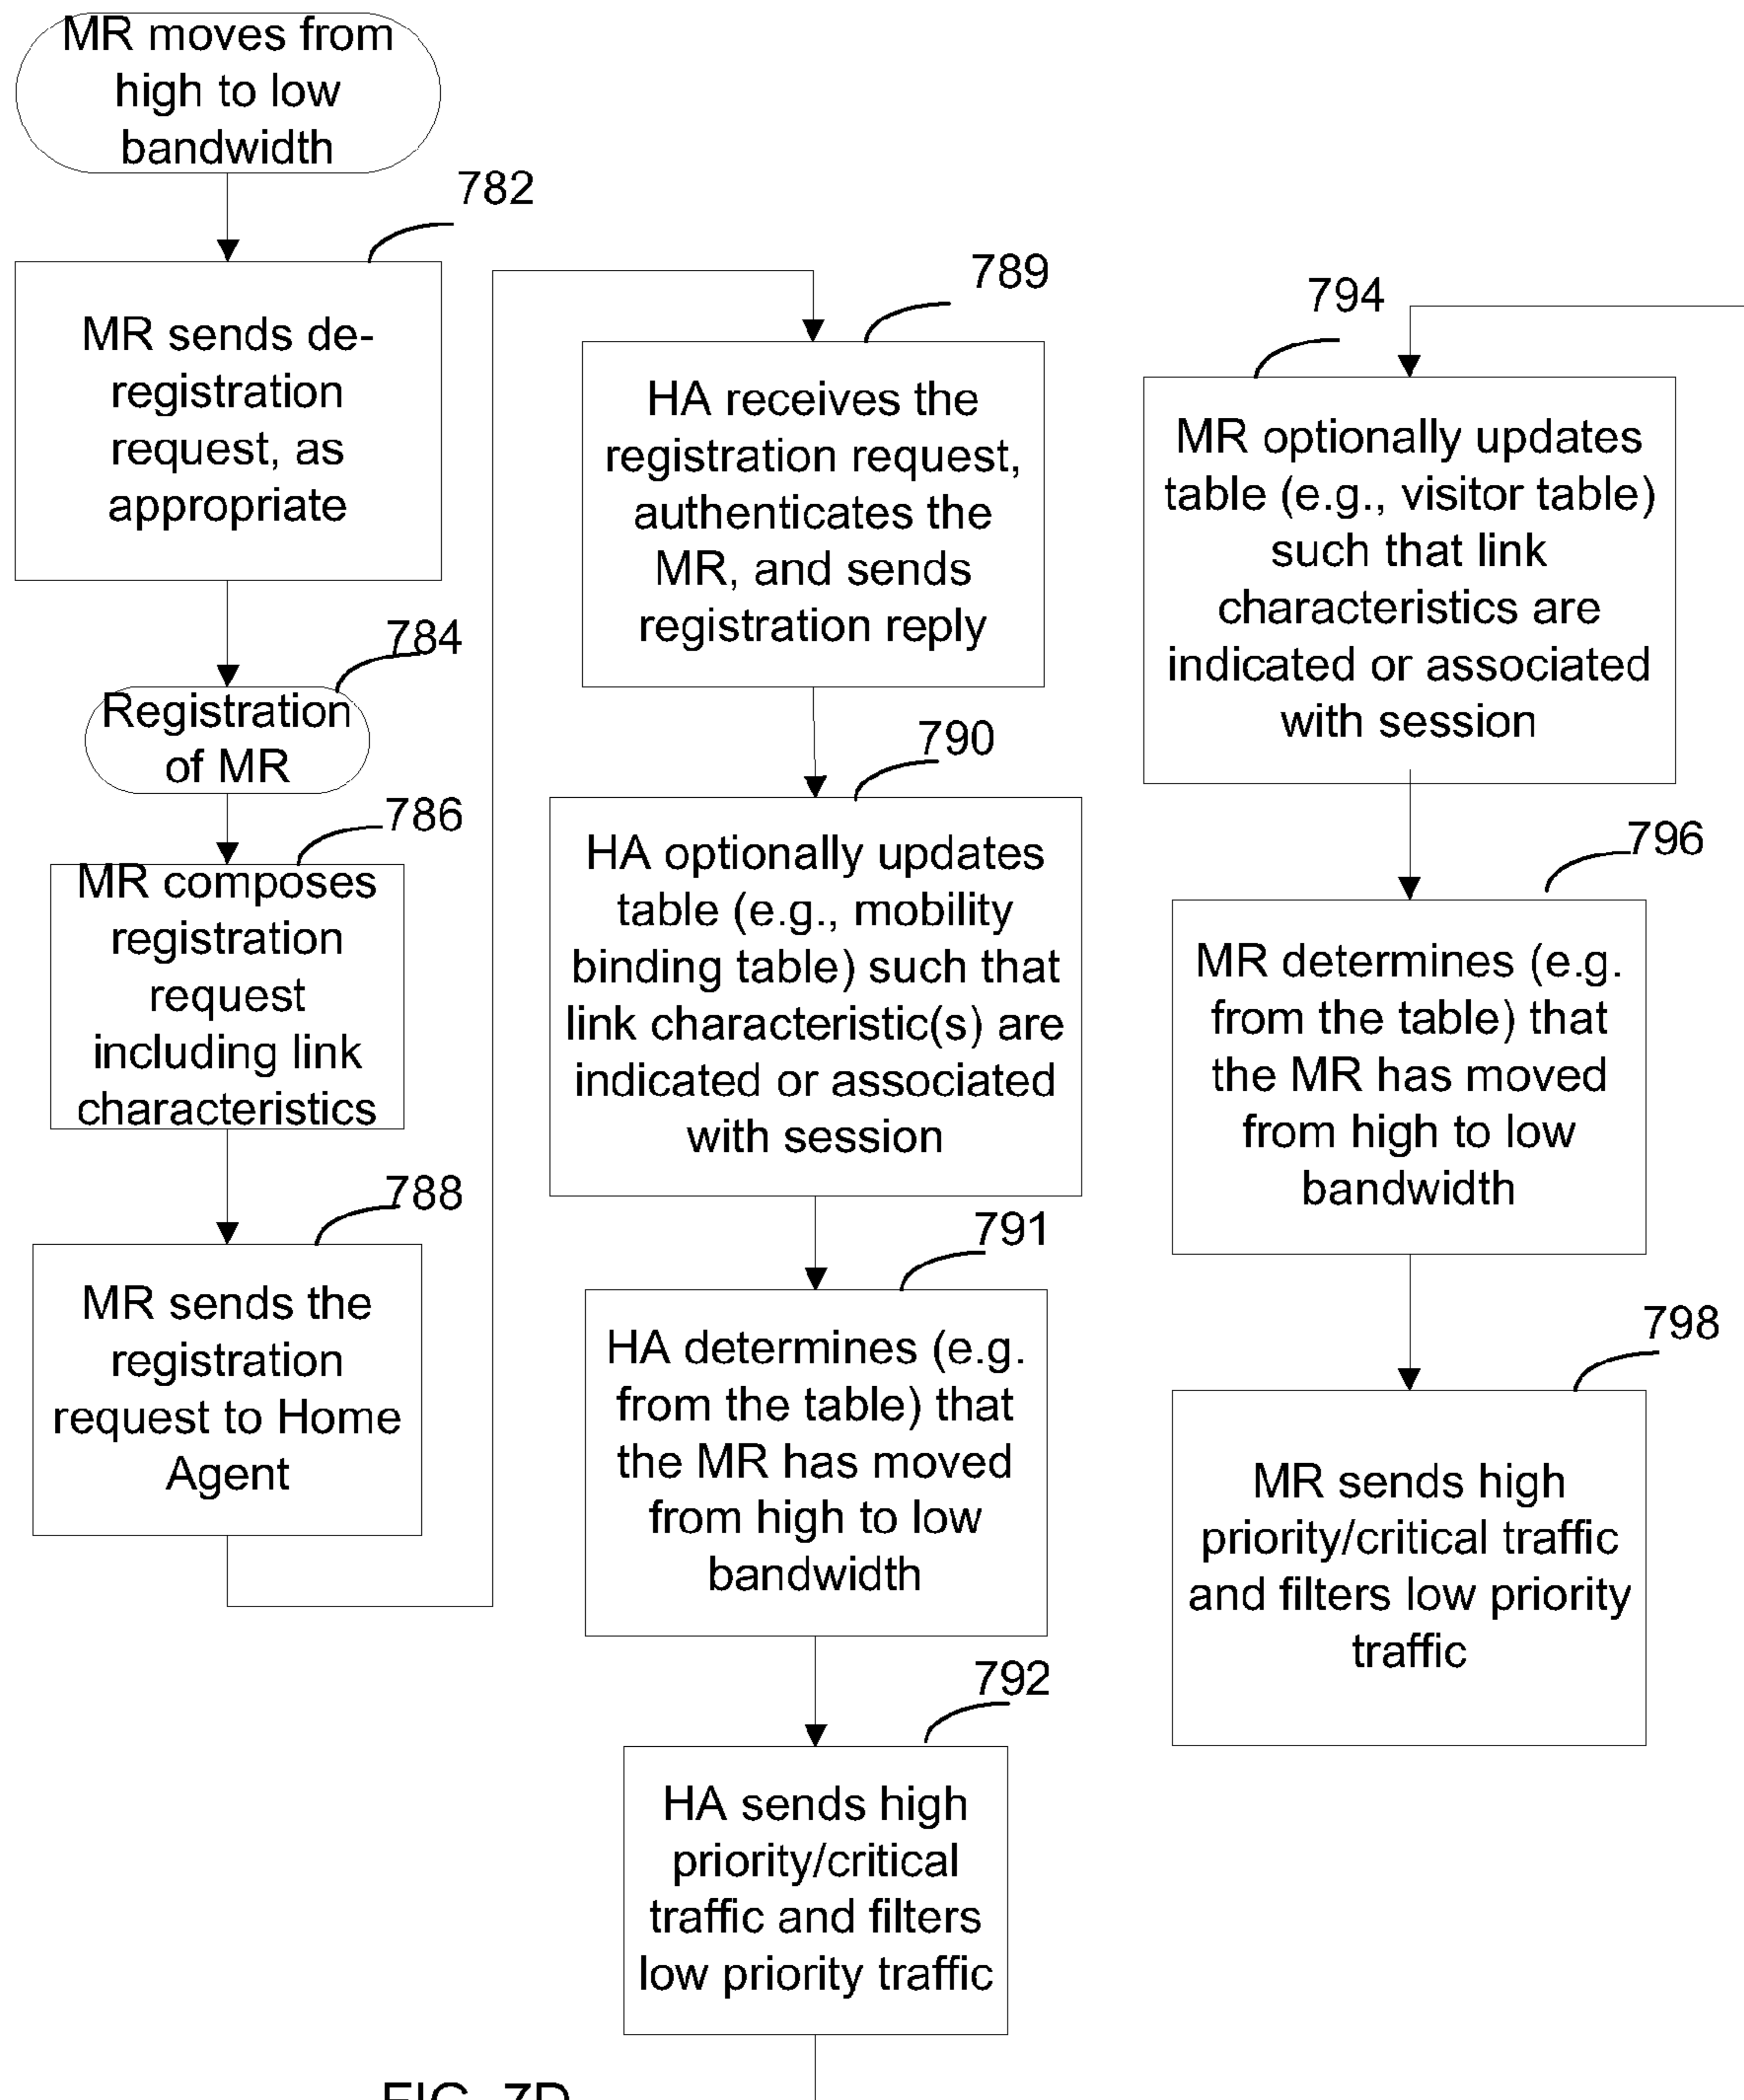 MR moves from
high to low
bandwidth
782
MR sends de-
registration
request, as
appropriate
784
Registration
of MR
786
MR composes
registration
request
including link
characteristics
788
MR sends the
registration
request to Home
Agent
789
HA receives the
registration request,
authenticates the
MR, and sends
registration reply
790
HA optionally updates
table (e.g., mobility
binding table) such that
link characteristic(s) are
indicated or associated
with session
791
HA determines (e.g.
from the table) that
the MR has moved
from high to low
bandwidth
792
HA sends high
priority/critical
traffic and filters
low priority traffic
794
MR optionally updates
table (e.g., visitor table)
such that link
characteristics are
indicated or associated
with session
796
MR determines (e.g.
from the table) that
the MR has moved
from high to low
bandwidth
798
MR sends high
priority/critical traffic
and filters low priority
traffic
FIG.